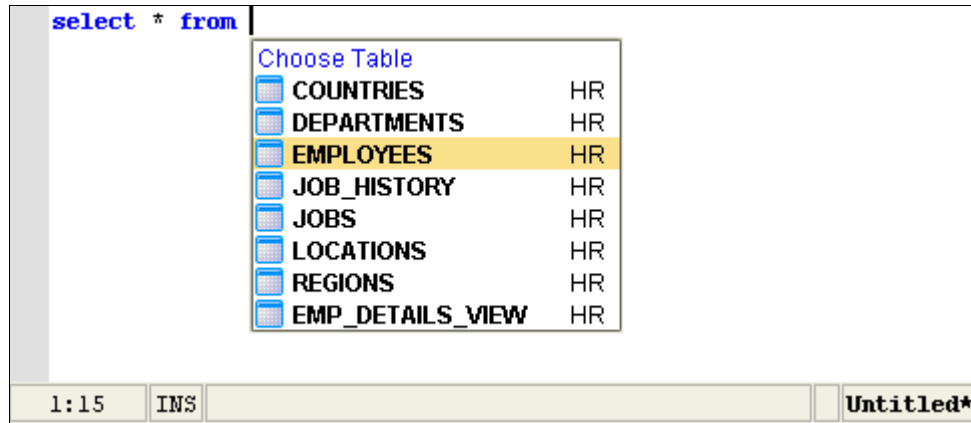 select * from
Choose Table
COUNTRIES HR
DEPARTMENTS HR
EMPLOYEES HR
JOB_HISTORY HR
JOBS HR
LOCATIONS HR
REGIONS HR
EMP_DETAILS_VIEW HR
1:15 INS Untitled*